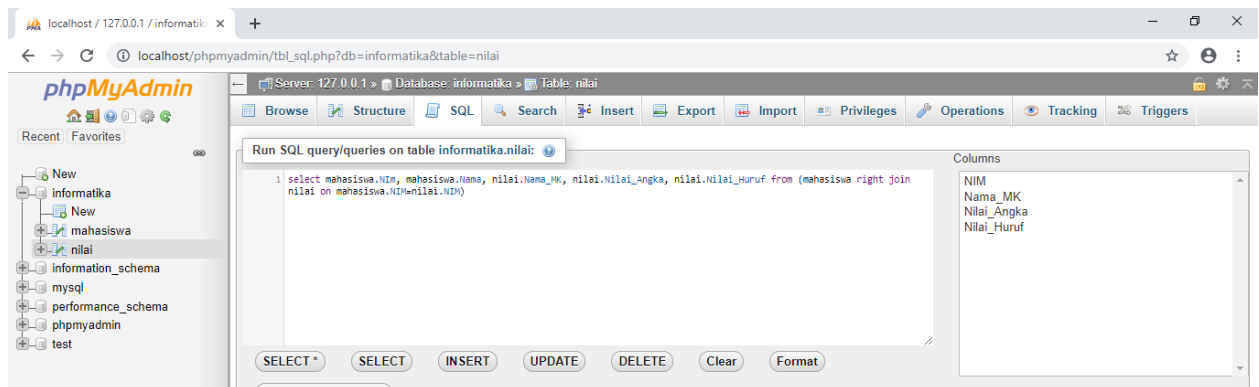 localhost / 127.0.0.1 / informatika
localhost/phpmyadmin/tbl_sql.php?db=informatika&table=nilai
phpMyAdmin
Recent Favorites
New
informatika
New
mahasiswa
nilai
information_schema
mysql
performance_schema
phpmyadmin
test
Server: 127.0.0.1 » Database: informatika » Table: nilai
Browse Structure SQL Search Insert Export Import Privileges Operations Tracking Triggers
Run SQL query/queries on table informatika.nilai:
1 select mahasiswa.NIm, mahasiswa.Nama, nilai.Nama_MK, nilai.Nilai_Angka, nilai.Nilai_Huruf from (mahasiswa right join
nilai on mahasiswa.NIM=nilai.NIM)
SELECT * SELECT INSERT UPDATE DELETE Clear Format
Columns
NIM
Nama_MK
Nilai_Angka
Nilai_Huruf